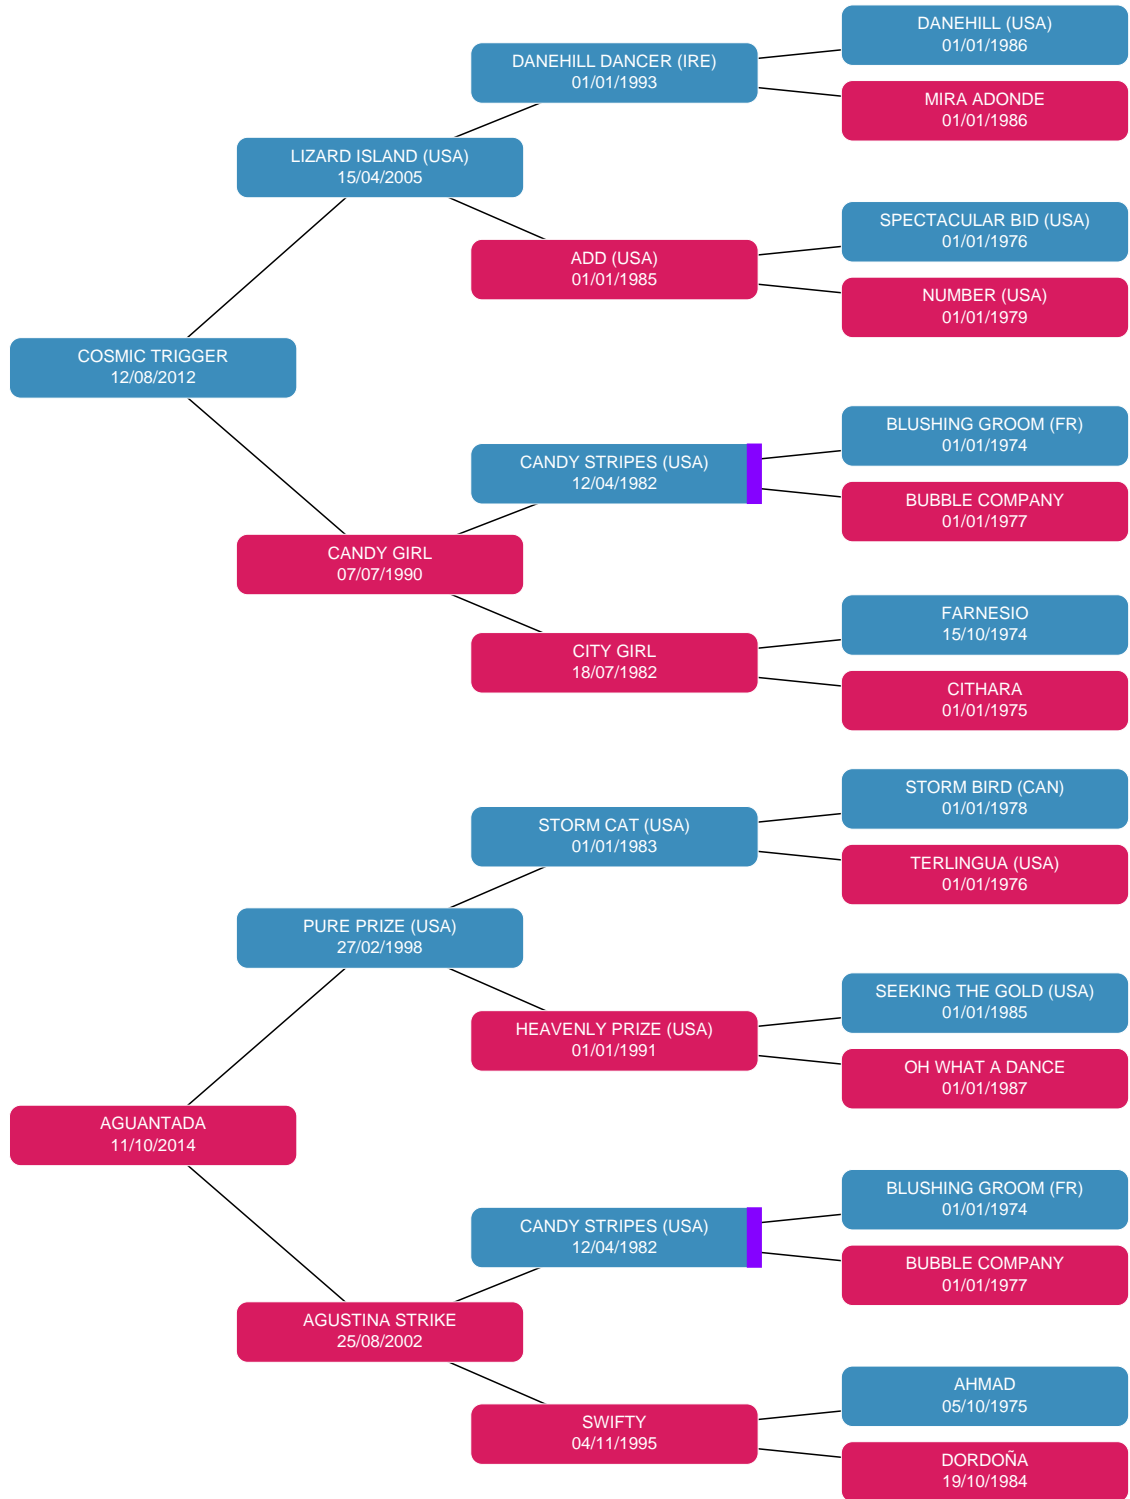 DANEHILL (USA)
01/01/1986
DANEHILL DANCER (IRE)
01/01/1993
MIRA ADONDE
01/01/1986
LIZARD ISLAND (USA)
15/04/2005
SPECTACULAR BID (USA)
01/01/1976
ADD (USA)
01/01/1985
NUMBER (USA)
01/01/1979
COSMIC TRIGGER
12/08/2012
BLUSHING GROOM (FR)
01/01/1974
CANDY STRIPES (USA)
12/04/1982
BUBBLE COMPANY
01/01/1977
CANDY GIRL
07/07/1990
FARNESIO
15/10/1974
CITY GIRL
18/07/1982
CITHARA
01/01/1975
STORM BIRD (CAN)
01/01/1978
STORM CAT (USA)
01/01/1983
TERLINGUA (USA)
01/01/1976
PURE PRIZE (USA)
27/02/1998
SEEKING THE GOLD (USA)
01/01/1985
HEAVENLY PRIZE (USA)
01/01/1991
OH WHAT A DANCE
01/01/1987
AGUANTADA
11/10/2014
BLUSHING GROOM (FR)
01/01/1974
CANDY STRIPES (USA)
12/04/1982
BUBBLE COMPANY
01/01/1977
AGUSTINA STRIKE
25/08/2002
AHMAD
05/10/1975
SWIFTY
04/11/1995
DORDOÑA
19/10/1984